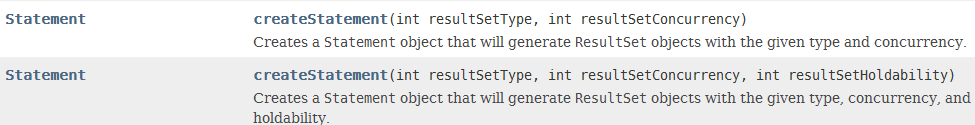 Statement createStatement(int resultSetType, int resultSetConcurrency)
Creates a Statement object that will generate ResultSet objects with the given type and concurrency.
Statement createStatement(int resultSetType, int resultSetConcurrency, int resultSetHoldability)
Creates a Statement object that will generate ResultSet objects with the given type, concurrency, and
holdability.